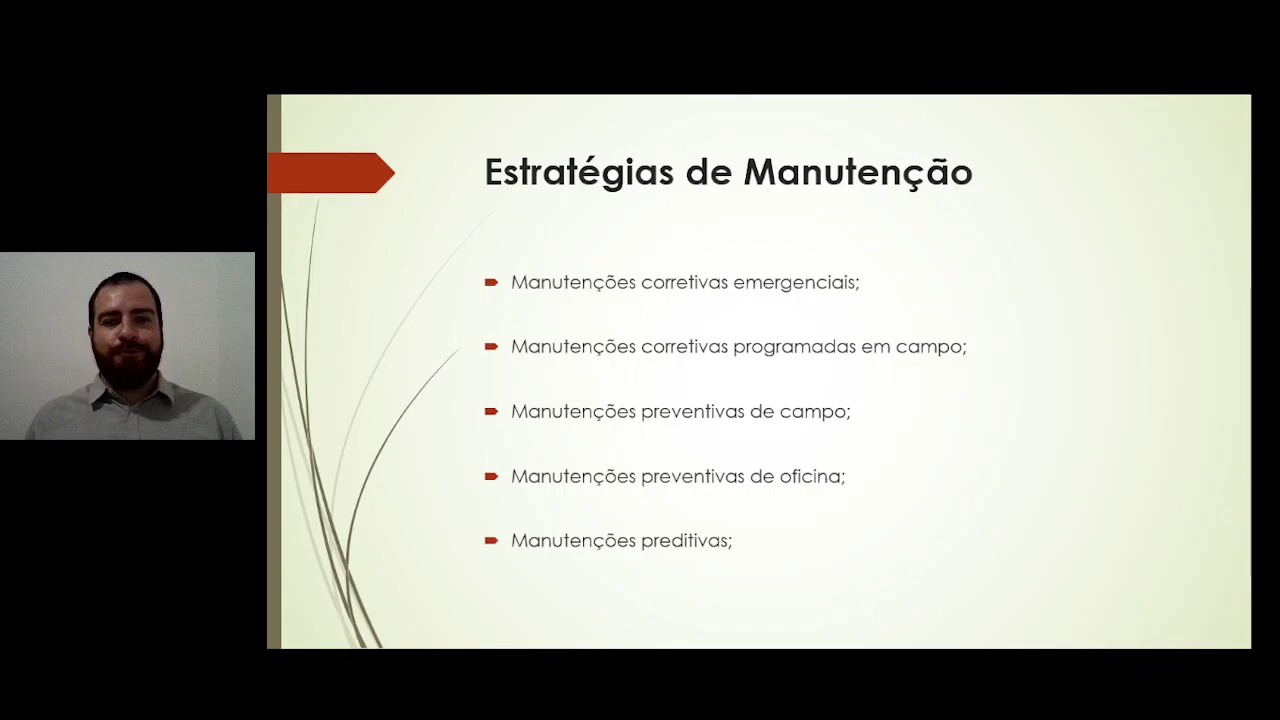 Estratégias de Manutenção
Manutenções corretivas emergenciais;
Manutenções corretivas programadas em campo;
Manutenções preventivas de campo;
Manutenções preventivas de oficina;
Manutenções preditivas;